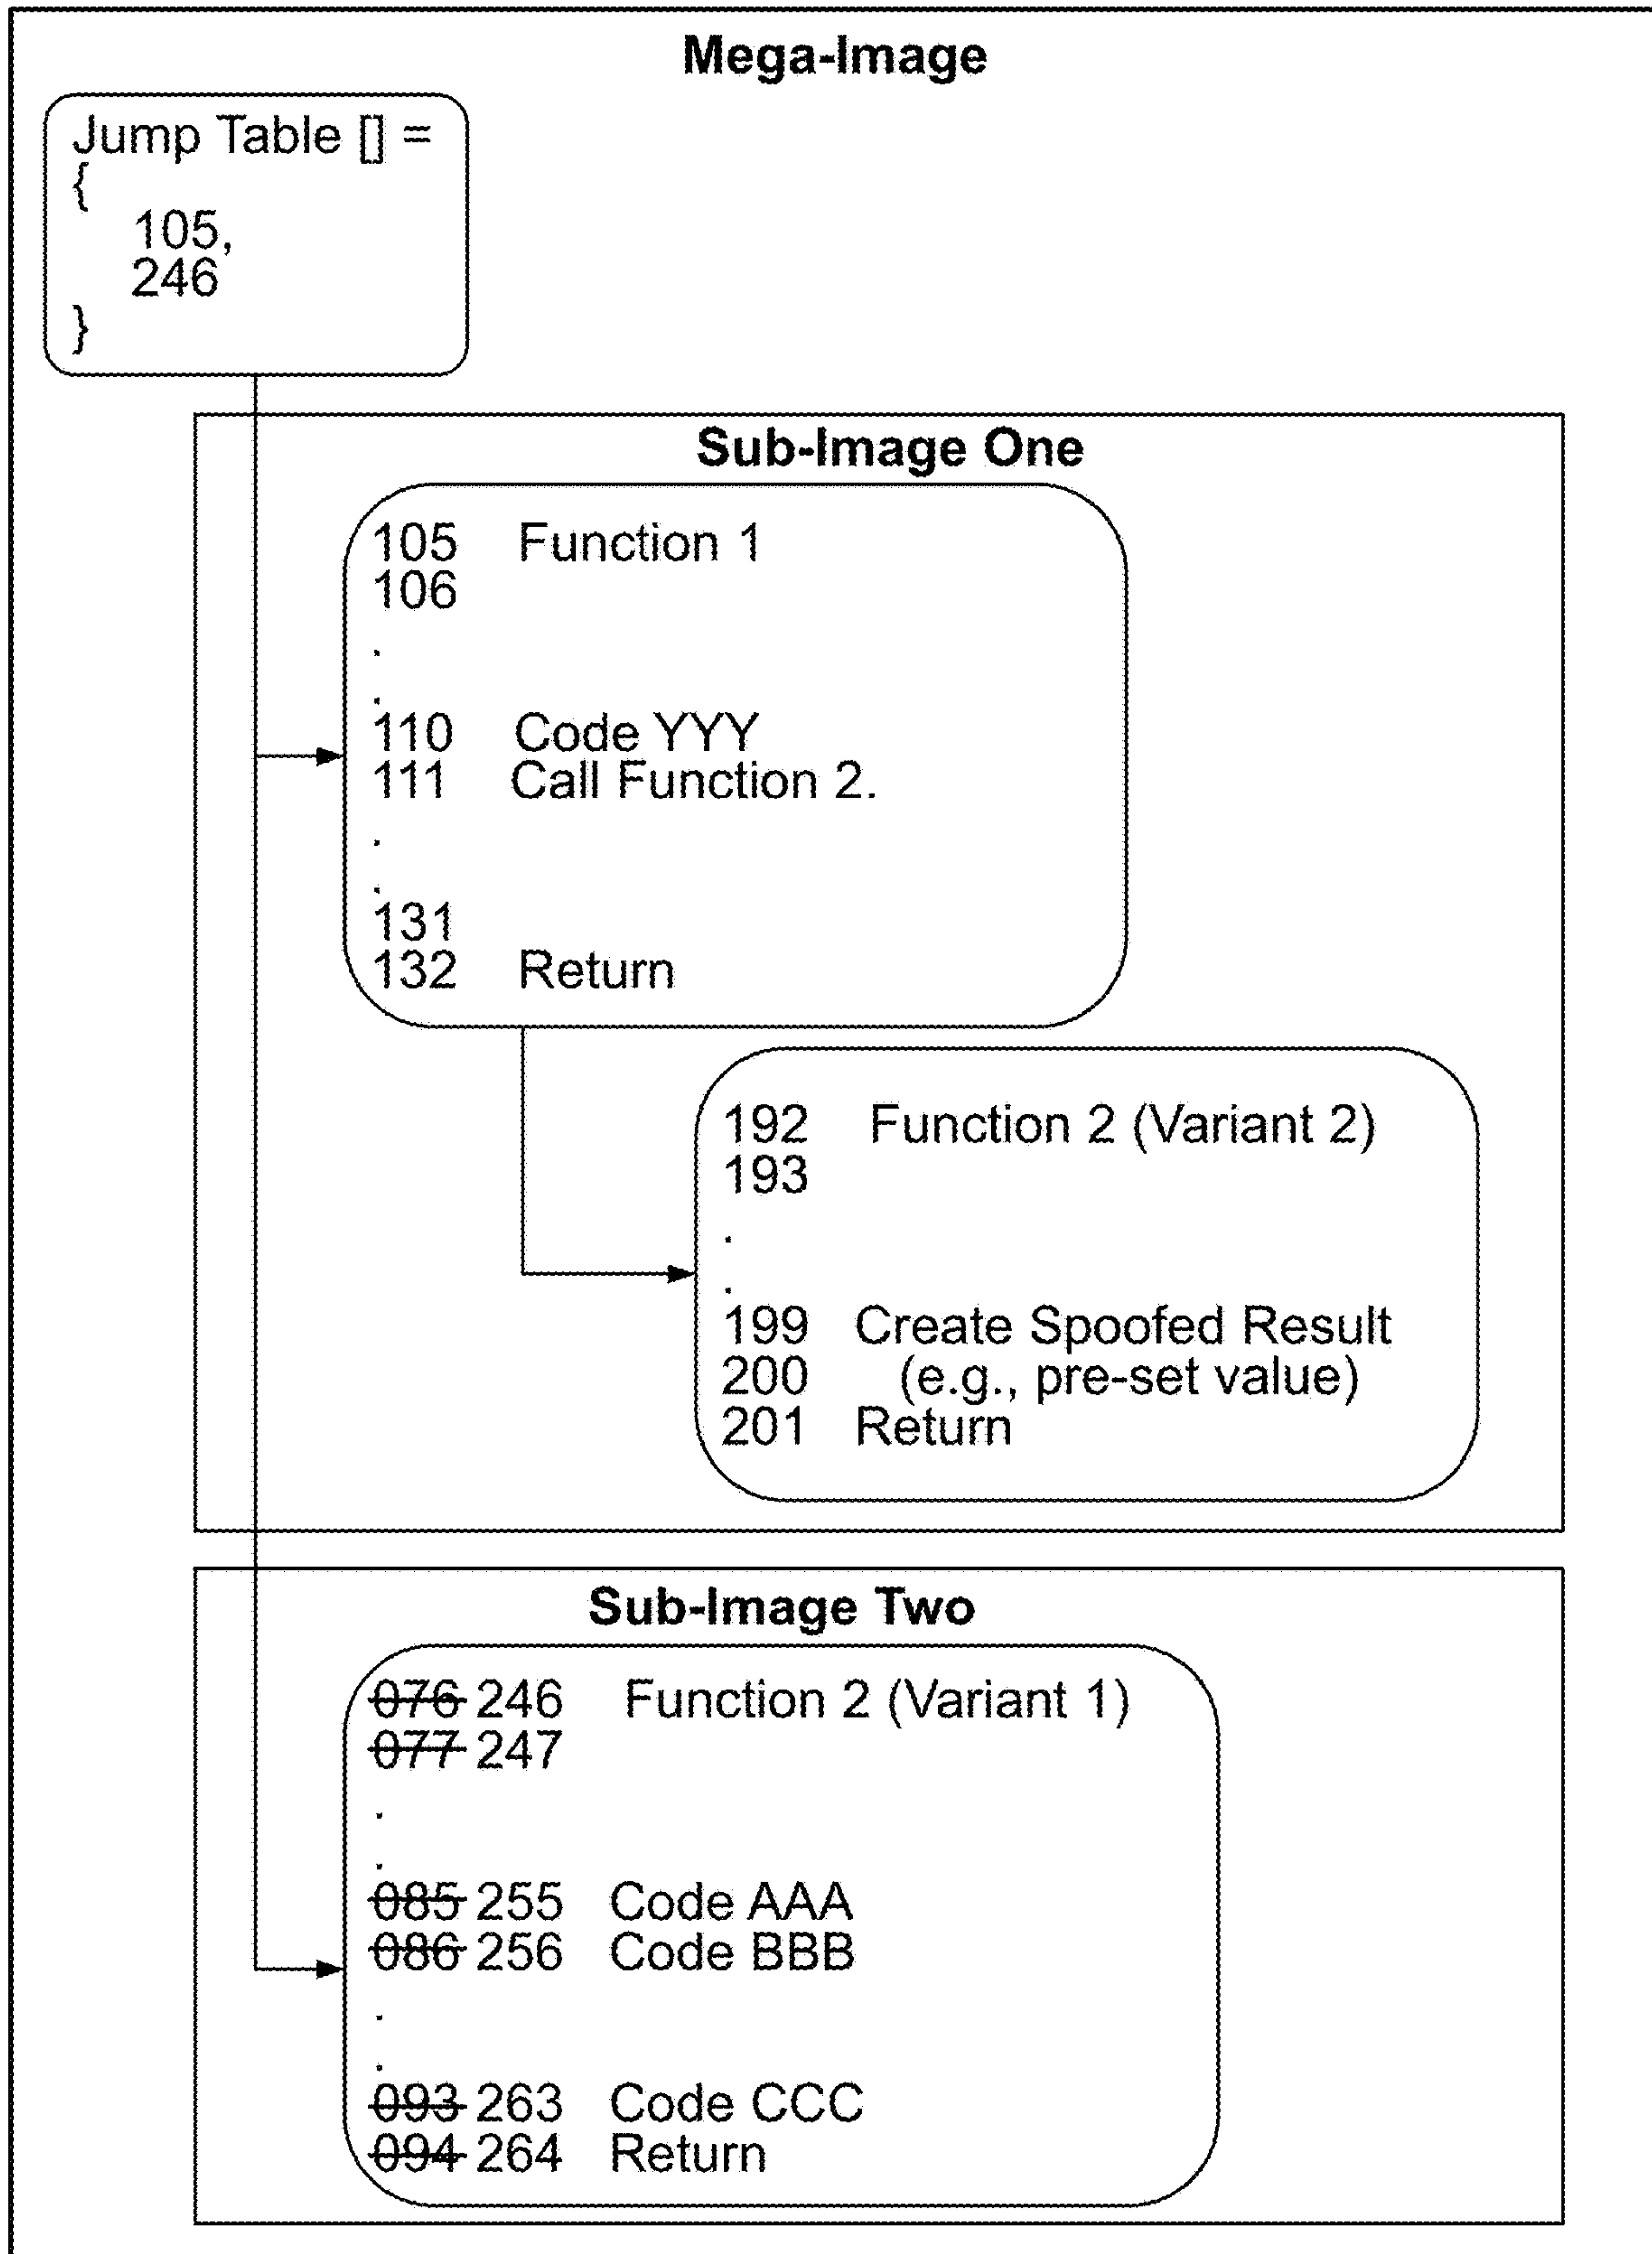 Mega-Image
Jump Table [] =
{
105,
246
}
Sub-Image One
105 Function 1
106
.
.
110 Code YYY
111 Call Function 2.
.
.
131
132 Return
192 Function 2 (Variant 2)
193
.
.
199 Create Spoofed Result
200 (e.g., pre-set value)
201 Return
Sub-Image Two
076 246 Function 2 (Variant 1)
077 247
.
.
085 255 Code AAA
086 256 Code BBB
.
.
093 263 Code CCC
094 264 Return